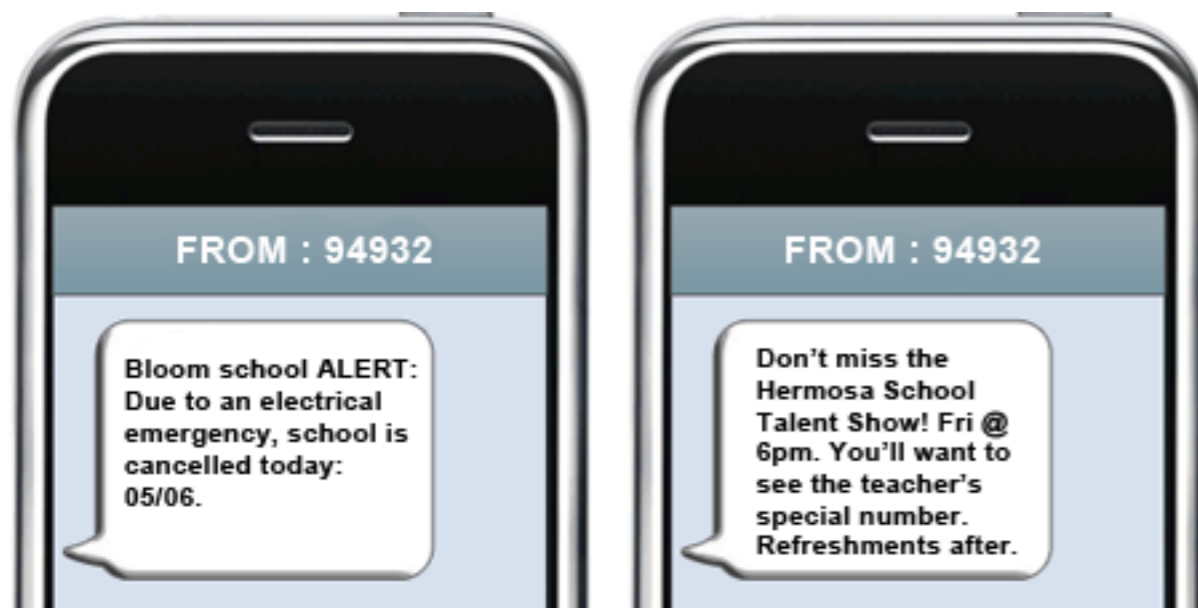 FROM : 94932
Bloom school ALERT:
Due to an electrical
emergency, school is
cancelled today:
05/06.
FROM : 94932
Don't miss the
Hermosa School
Talent Show! Fri @
6pm. You'll want to
see the teacher's
special number.
Refreshments after.